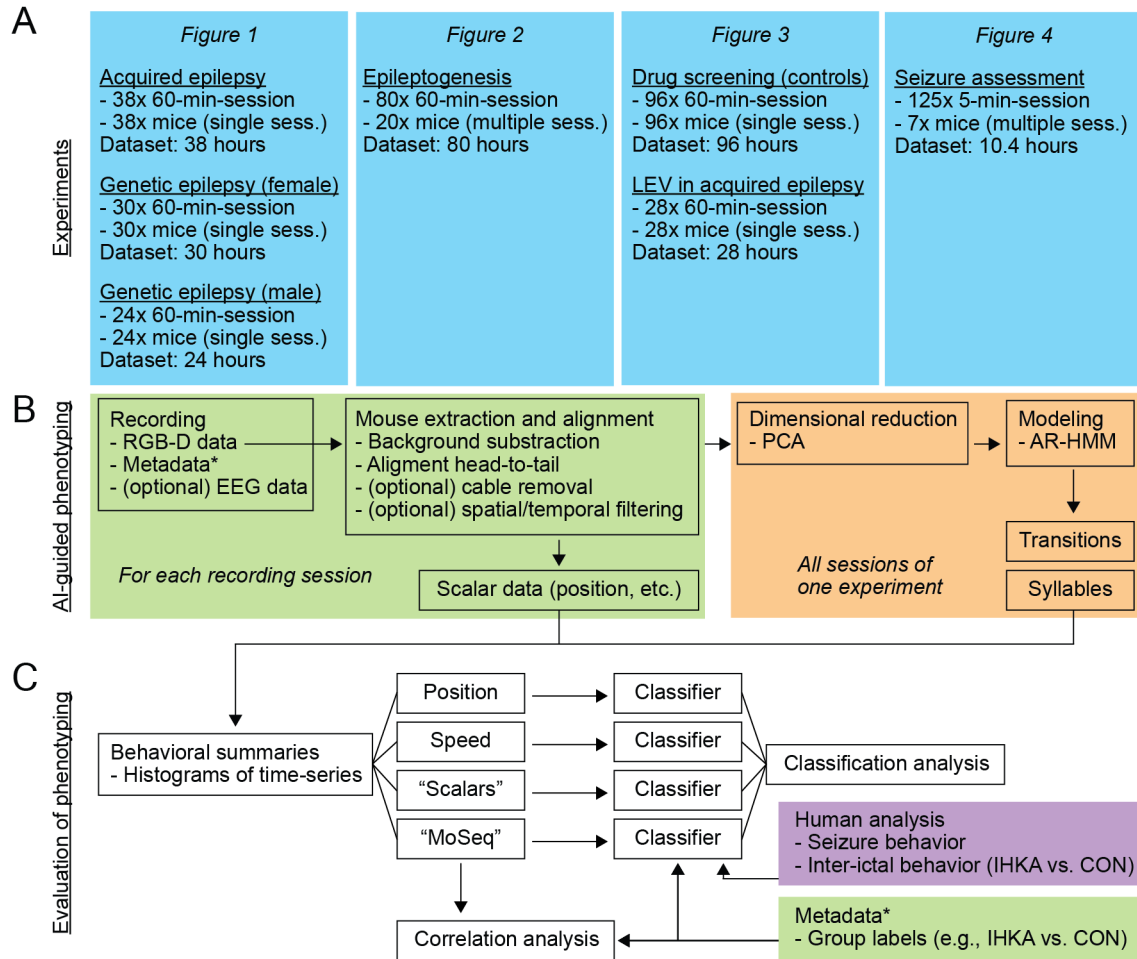 A
Experiments
Figure 1
Acquired epilepsy
- 38x 60-min-session
- 38x mice (single sess.)
Dataset: 38 hours
Genetic epilepsy (female)
- 30x 60-min-session
- 30x mice (single sess.)
Dataset: 30 hours
Genetic epilepsy (male)
- 24x 60-min-session
- 24x mice (single sess.)
Dataset: 24 hours
Figure 2
Epileptogenesis
- 80x 60-min-session
- 20x mice (multiple sess.)
Dataset: 80 hours
Figure 3
Drug screening (controls)
- 96x 60-min-session
- 96x mice (single sess.)
Dataset: 96 hours
LEV in acquired epilepsy
- 28x 60-min-session
- 28x mice (single sess.)
Dataset: 28 hours
Figure 4
Seizure assessment
- 125x 5-min-session
- 7x mice (multiple sess.)
Dataset: 10.4 hours
B
AI-guided phenotyping
Recording
- RGB-D data
- Metadata*
- (optional) EEG data
Mouse extraction and alignment
- Background substraction
- Aligment head-to-tail
- (optional) cable removal
- (optional) spatial/temporal filtering
For each recording session
Scalar data (position, etc.)
Dimensional reduction
- PCA
Modeling
- AR-HMM
Transitions
Syllables
All sessions of
one experiment
C
Evaluation of phenotyping
Behavioral summaries
- Histograms of time-series
Position
Classifier
Speed
Classifier
"Scalars"
Classifier
"MoSeq"
Classifier
Classification analysis
Correlation analysis
Human analysis
- Seizure behavior
- Inter-ictal behavior (IHKA vs. CON)
Metadata*
- Group labels (e.g., IHKA vs. CON)